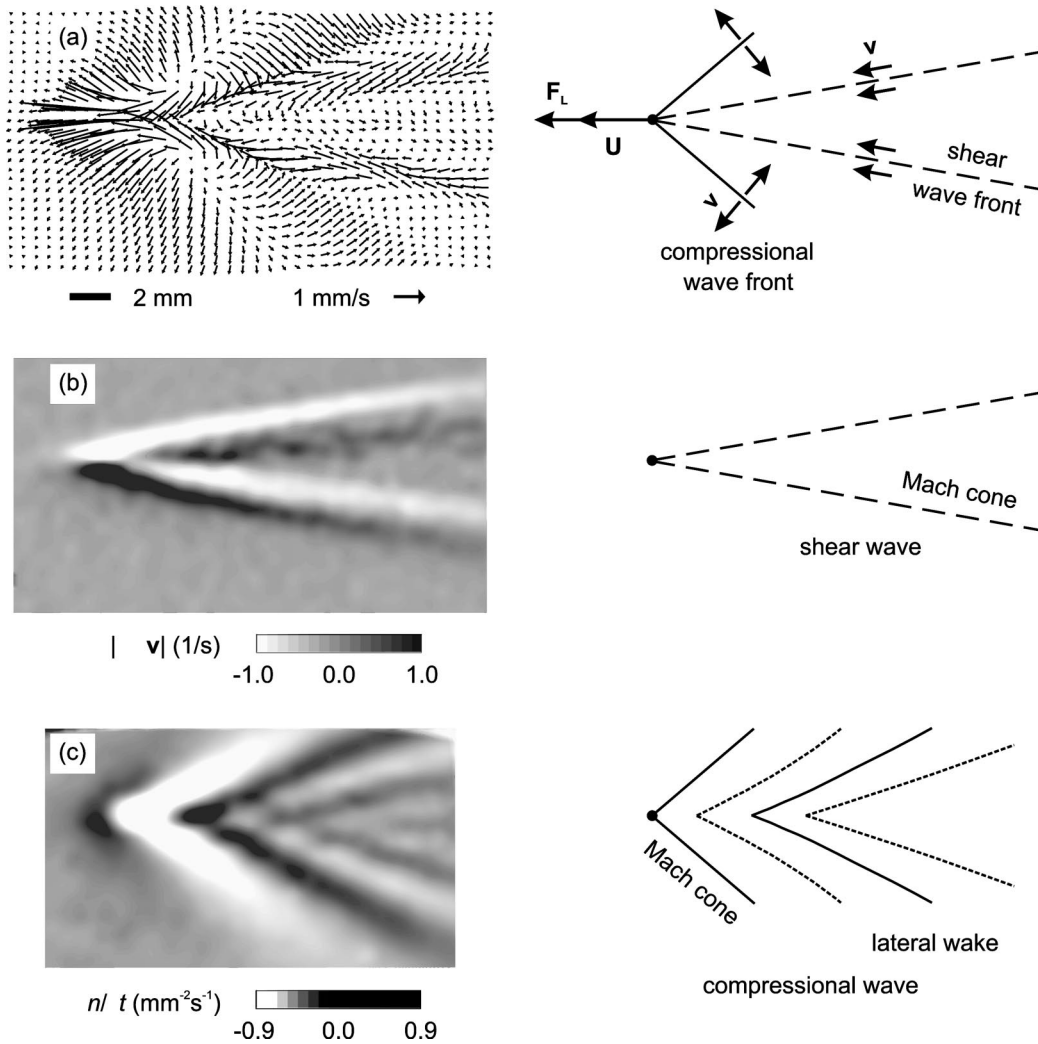 (a)
F_L
U
v
shear
wave front
v
compressional
wave front
2 mm
1 mm/s
(b)
Mach cone
shear wave
| v| (1/s)
-1.0 0.0 1.0
(c)
Mach cone
lateral wake
compressional wave
n/ t (mm⁻²s⁻¹)
-0.9 0.0 0.9